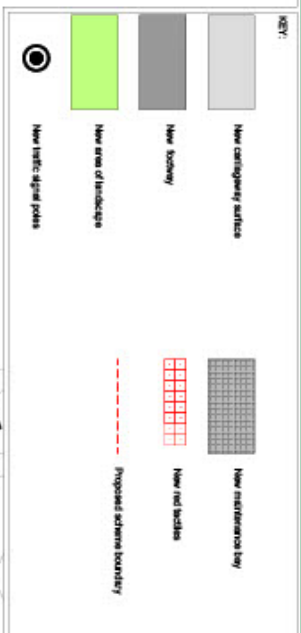 KEY:
New carriageway surface
New footway
New area of landscape
New traffic signal poles
New maintenance bay
New red tactiles
Proposed scheme boundary